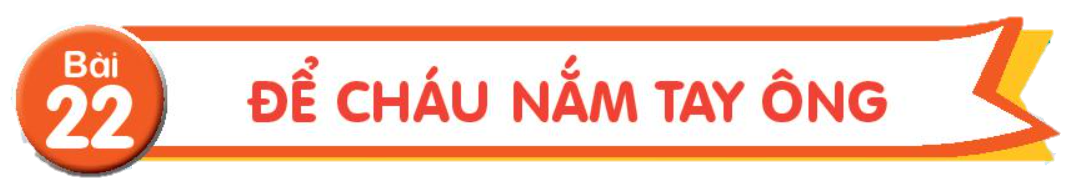 Bài
22
ĐỂ CHÁU NẮM TAY ÔNG